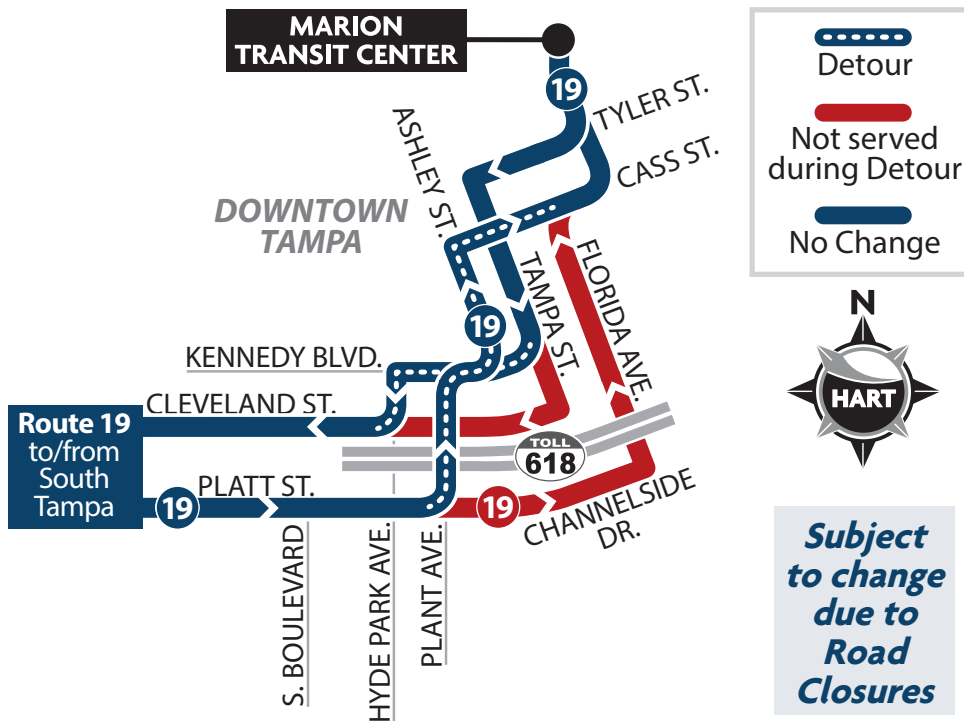 MARION
TRANSIT CENTER
19
TYLER ST.
CASS ST.
ASHLEY ST.
DOWNTOWN
TAMPA
TAMPA ST.
FLORIDA AVE.
19
KENNEDY BLVD.
CLEVELAND ST.
Route 19
to/from
South
Tampa
TOLL
618
PLATT ST.
19
19
CHANNELSIDE
DR.
S. BOULEVARD
HYDE PARK AVE.
PLANT AVE.
Detour
Not served
during Detour
No Change
N
HART
Subject
to change
due to
Road
Closures